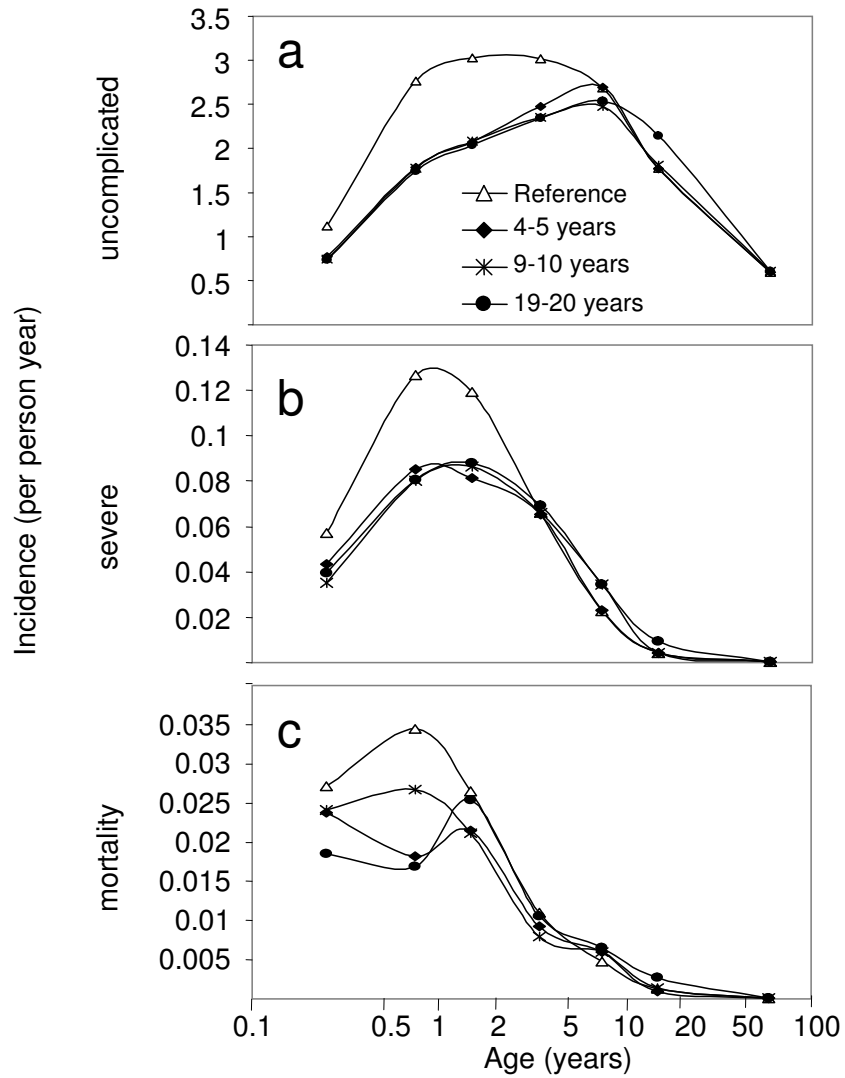 Incidence (per person year)
uncomplicated
a
3.5
3
2.5
2
1.5
1
0.5
Reference
4-5 years
9-10 years
19-20 years
severe
b
0.14
0.12
0.1
0.08
0.06
0.04
0.02
mortality
c
0.035
0.03
0.025
0.02
0.015
0.01
0.005
0.1 0.5 1 2 5 10 20 50 100
Age (years)